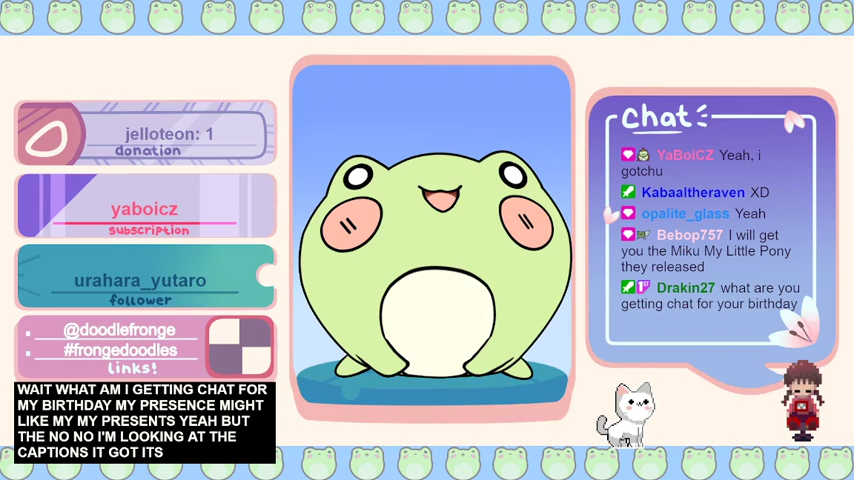 jelloteon: 1
donation
yaboicz
subscription
urahara_yutaro
follower
@doodlefronge
#frongedoodles
links!
WAIT WHAT AM I GETTING CHAT FOR
MY BIRTHDAY MY PRESENCE MIGHT
LIKE MY MY PRESENTS YEAH BUT
THE NO NO I'M LOOKING AT THE
CAPTIONS IT GOT ITS
Chat
YaBoiCZ Yeah, i
gotchu
Kabaaltheraven XD
opalite_glass Yeah
Bebop757 I will get
you the Miku My Little Pony
they released
Drakin27 what are you
getting chat for your birthday